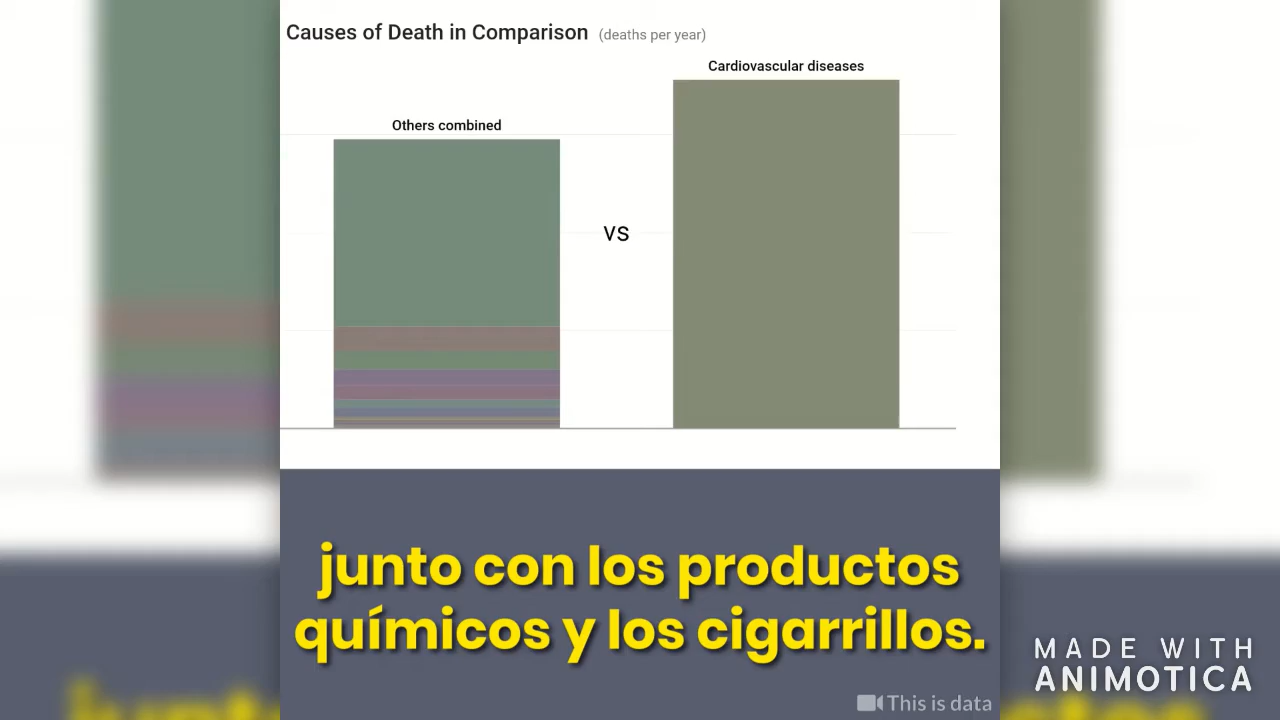 Causes of Death in Comparison (deaths per year)
Cardiovascular diseases
Others combined
VS
junto con los productos
químicos y los cigarrillos.
MADE WITH
ANIMOTICA
This is data